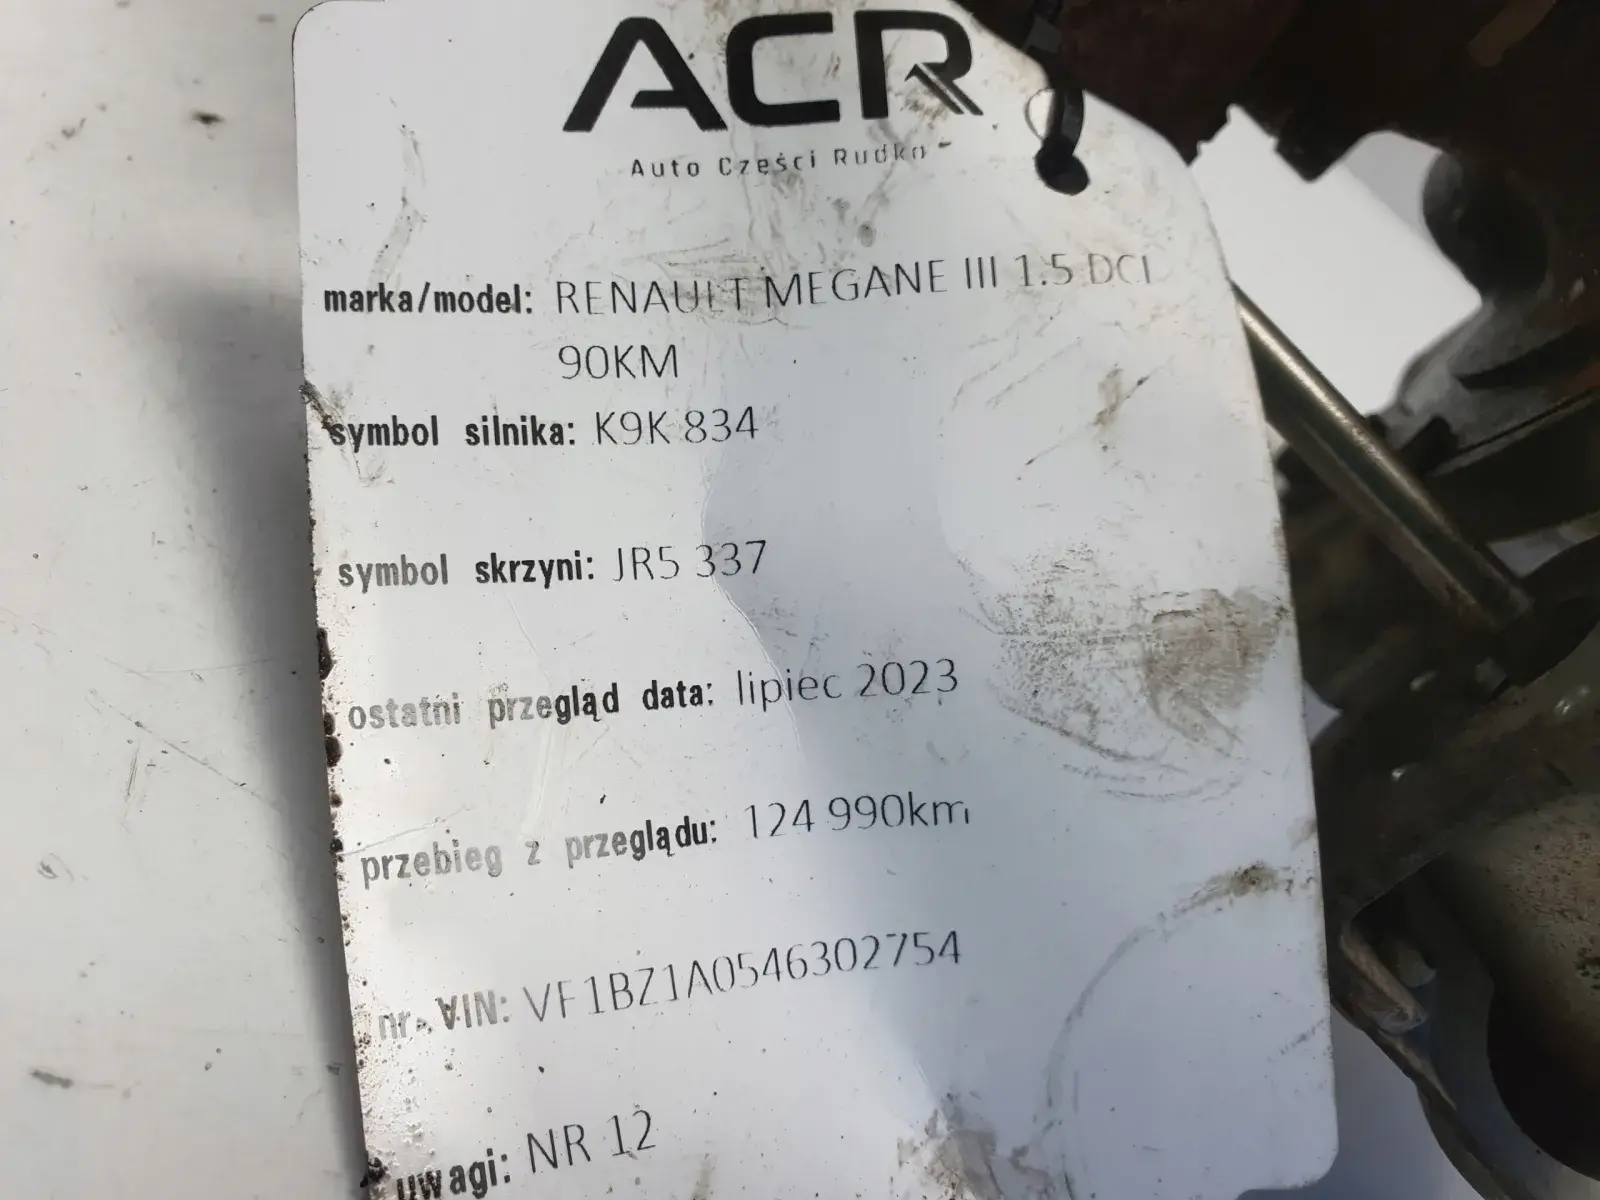 ACR
Auto Części Rudko
marka/model: RENAULT MEGANE III 1.5 DCI
90KM
symbol silnika: K9K 834
symbol skrzyni: JR5 337
ostatni przegląd data: lipiec 2023
przebieg z przeglądu: 124 990km
nr. VIN: VF1BZ1A0546302754
uwagi: NR 12